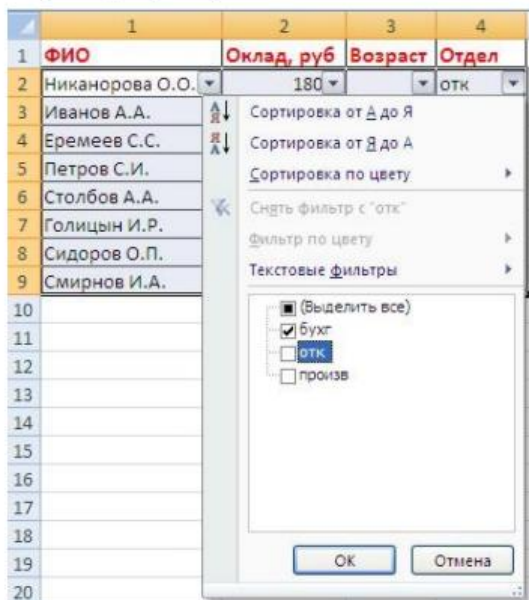 1 2 3 4
1 ФИО Оклад, руб Возраст Отдел
2 Никанорова О.О. 180 отк
3 Иванов А.А.
4 Еремеев С.С.
5 Петров С.И.
6 Столбов А.А.
7 Голицын И.Р.
8 Сидоров О.П.
9 Смирнов И.А.
10
11
12
13
14
15
16
17
18
19
20
Сортировка от А до Я
Сортировка от Я до А
Сортировка по цвету
Снять фильтр с "отк"
Фильтр по цвету
Текстовые фильтры
(Выделить все)
бухг
отк
произв
ОК Отмена